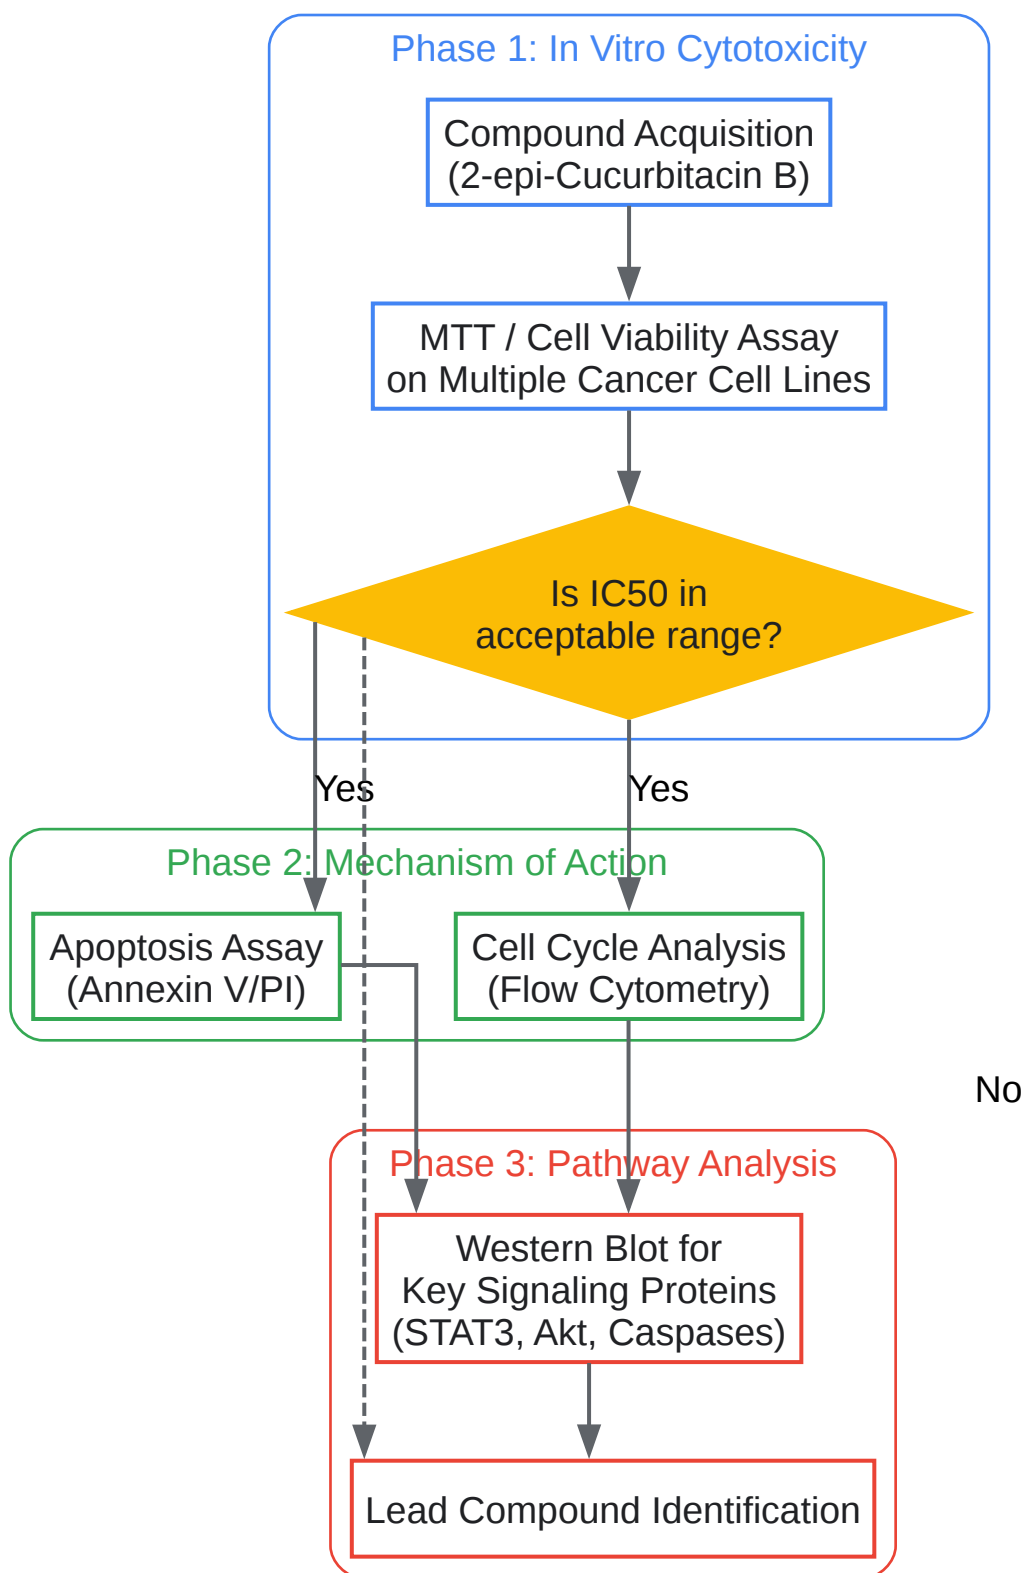 Phase 1: In Vitro Cytotoxicity
Compound Acquisition
(2-epi-Cucurbitacin B)
MTT / Cell Viability Assay
on Multiple Cancer Cell Lines
Is IC50 in
acceptable range?
Yes
Yes
Phase 2: Mechanism of Action
Apoptosis Assay
(Annexin V/PI)
Cell Cycle Analysis
(Flow Cytometry)
No
Phase 3: Pathway Analysis
Western Blot for
Key Signaling Proteins
(STAT3, Akt, Caspases)
Lead Compound Identification